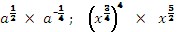 a^{1/2} × a^{-1/4} ; (x^{3/4})^4 × x^{5/2}